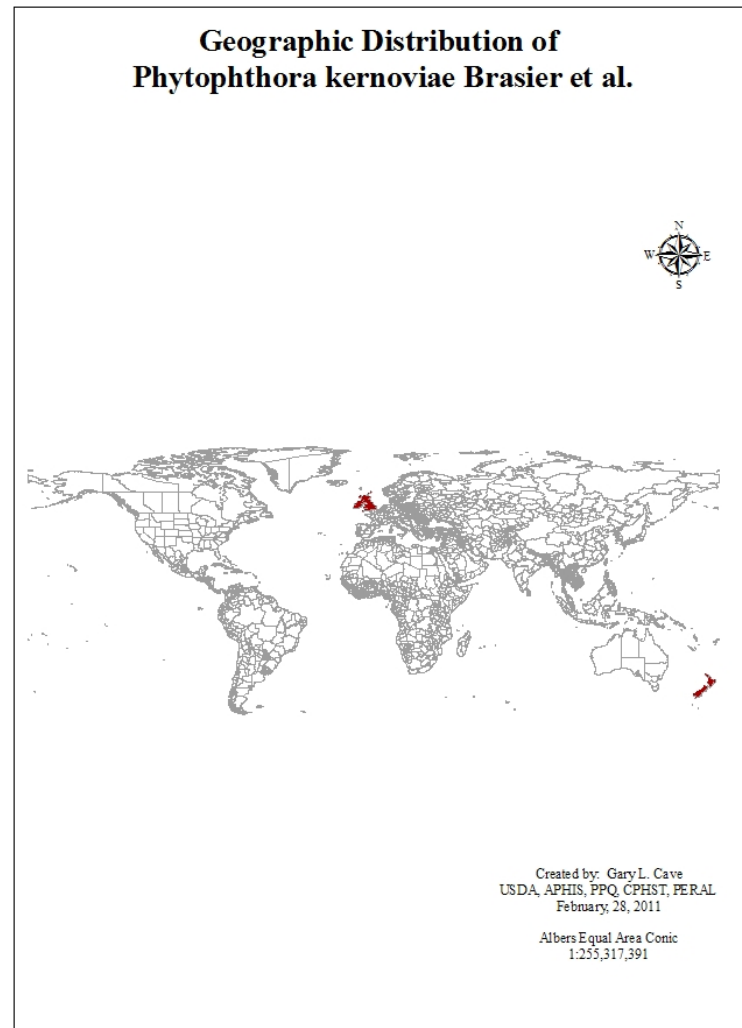 Geographic Distribution of
Phytophthora kernoviae Brasier et al.
N
W E
S
Created by: Gary L. Cave
USDA, APHIS, PPQ, CPHST, PERAL
February, 28, 2011
Albers Equal Area Conic
1:255,317,391